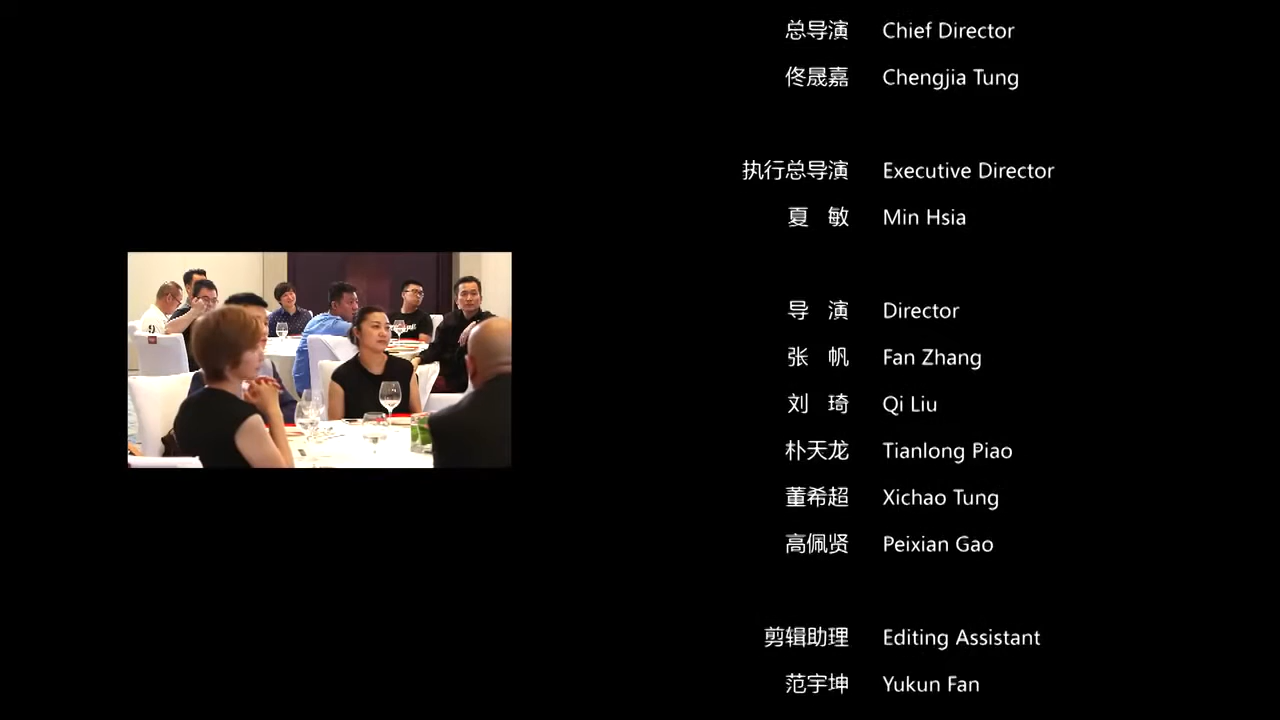 总导演 Chief Director
佟晟嘉 Chengjia Tung
执行总导演 Executive Director
夏 敏 Min Hsia
导 演 Director
张 帆 Fan Zhang
刘 琦 Qi Liu
朴天龙 Tianlong Piao
董希超 Xichao Tung
高佩贤 Peixian Gao
剪辑助理 Editing Assistant
范宇坤 Yukun Fan